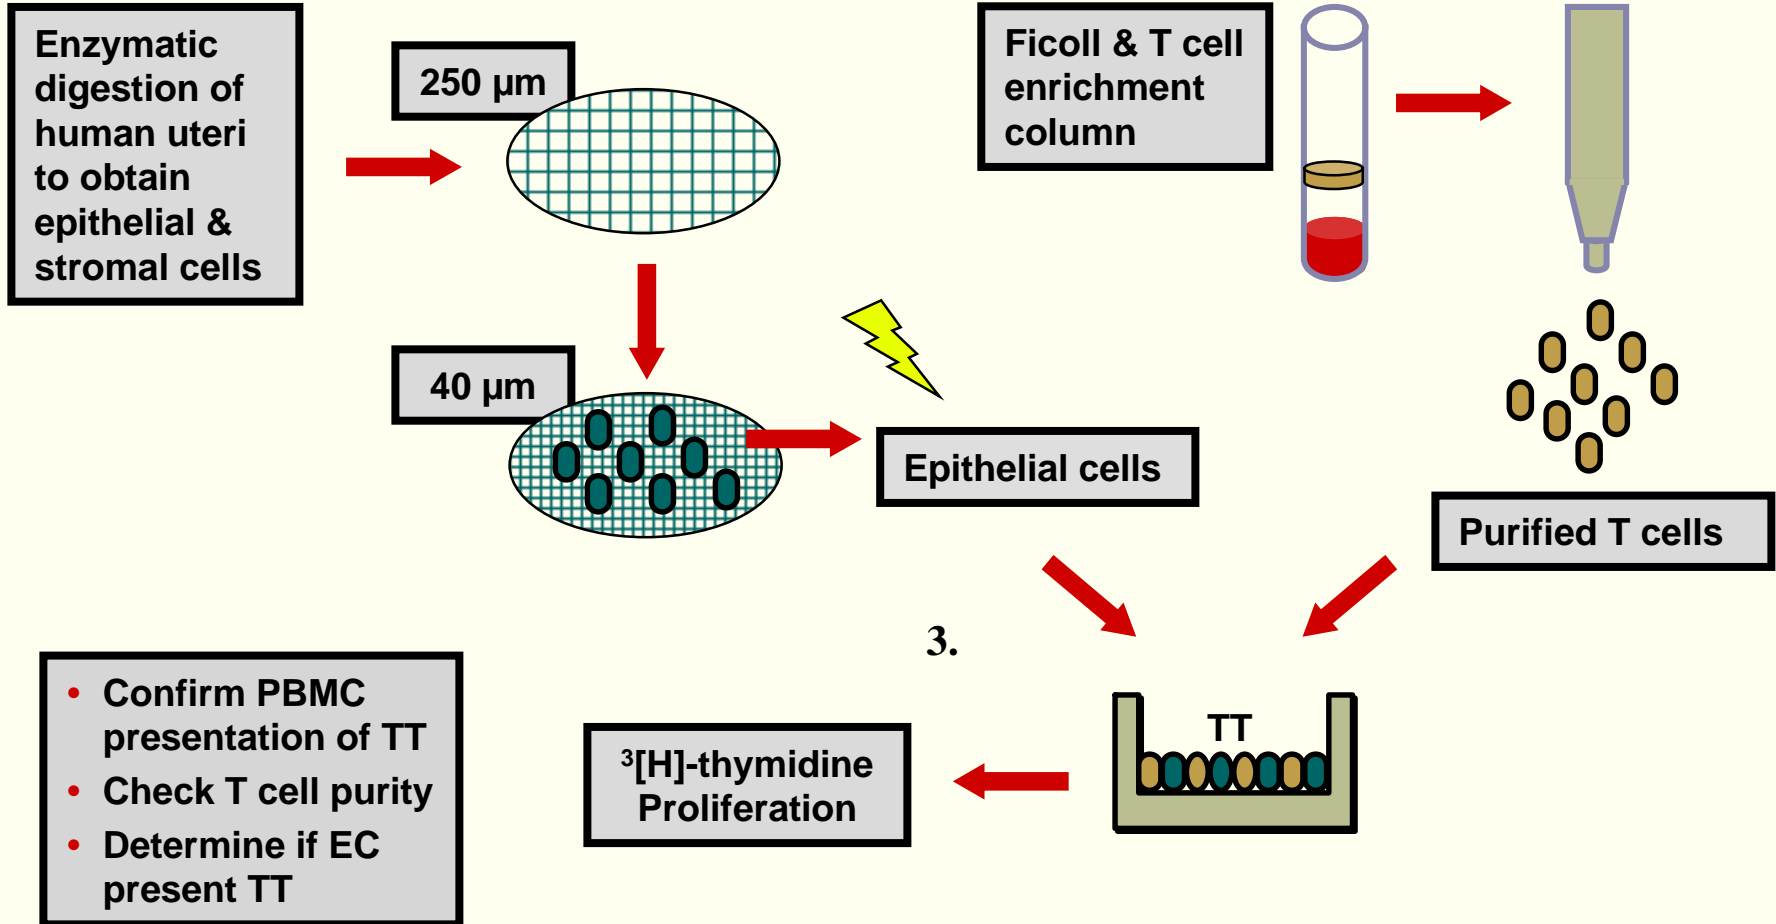 Enzymatic
digestion of
human uteri
to obtain
epithelial &
stromal cells
250 µm
40 µm
Epithelial cells
Ficoll & T cell
enrichment
column
Purified T cells
3.
TT
³[H]-thymidine
Proliferation
• Confirm PBMC
presentation of TT
• Check T cell purity
• Determine if EC
present TT